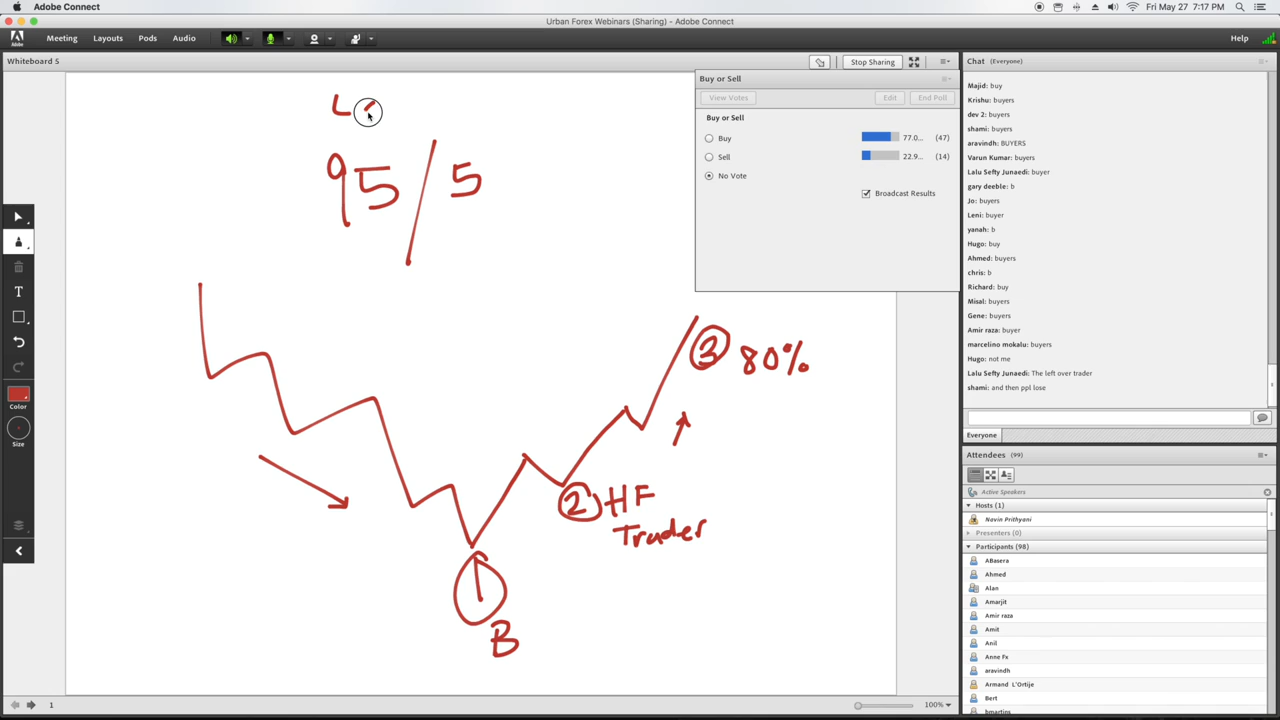 Adobe Connect
Fri May 27 7:17 PM
Urban Forex Webinars (Sharing) - Adobe Connect
Meeting
Layouts
Pods
Audio
Help
Whiteboard 5
Stop Sharing
Buy or Sell
View Votes
Edit
End Poll
Buy or Sell
Buy
77.0... (47)
Sell
22.9... (14)
No Vote
Broadcast Results
95/5
3 80%
2 HF
Trader
B
T
Color
Size
1
100%
Chat (Everyone)
Majid: buy
Krishu: buyers
dev 2: buyers
shami: buyers
aravindh: BUYERS
Varun Kumar: buyers
Lalu Sefty Junaedi: buyer
gary deeble: b
Jo: buyers
Leni: buyer
yanah: b
Hugo: buy
Ahmed: buyers
chris: b
Richard: buy
Misal: buyers
Gene: buyers
Amir raza: buyer
marcelino mokalu: buyers
Hugo: not me
Lalu Sefty Junaedi: The left over trader
shami: and then ppl lose
Everyone
Attendees (99)
Active Speakers
Hosts (1)
Navin Prithyani
Presenters (0)
Participants (98)
ABasera
Ahmed
Alan
Amarjit
Amir raza
Amit
Anil
Anne Fx
aravindh
Armand L'Ortije
Bert
bmartins